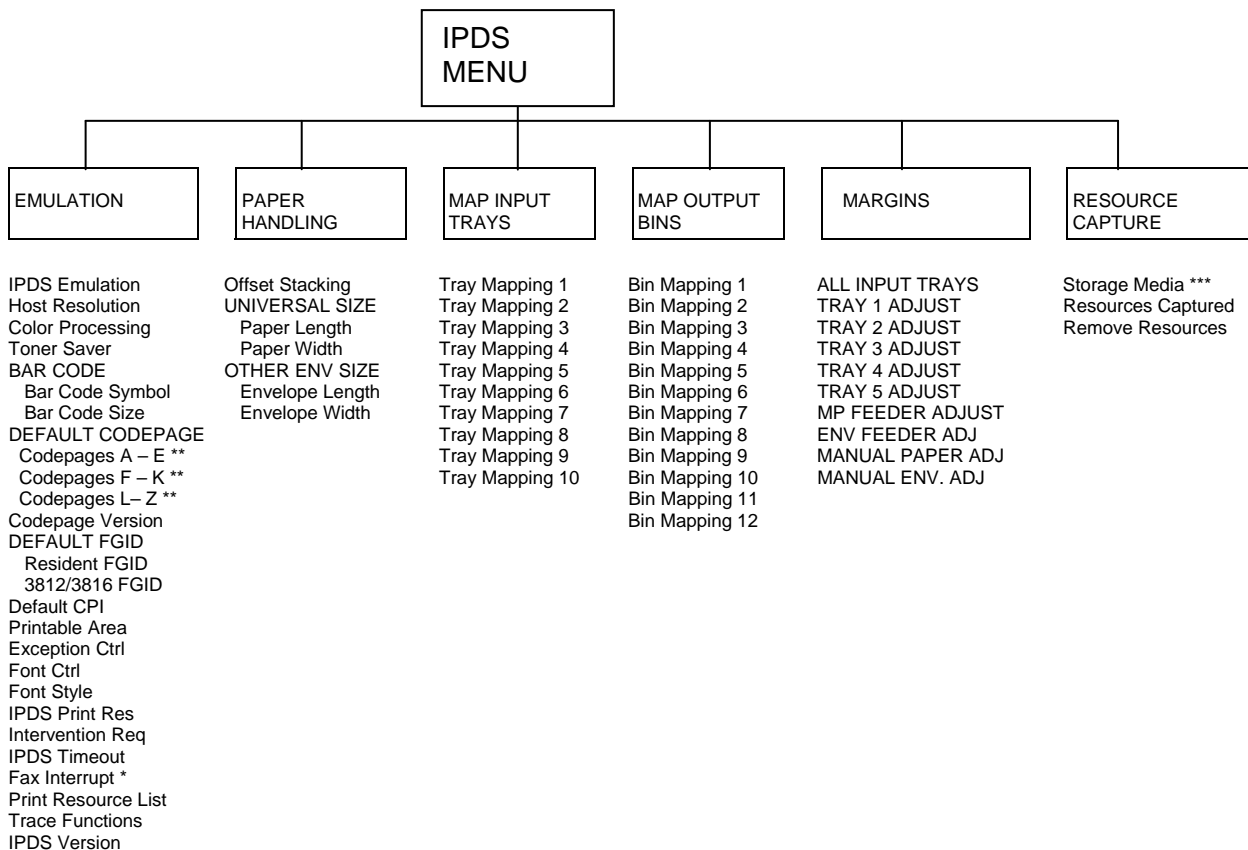 IPDS
MENU
EMULATION
IPDS Emulation
Host Resolution
Color Processing
Toner Saver
BAR CODE
Bar Code Symbol
Bar Code Size
DEFAULT CODEPAGE
Codepages A – E **
Codepages F – K **
Codepages L– Z **
Codepage Version
DEFAULT FGID
Resident FGID
3812/3816 FGID
Default CPI
Printable Area
Exception Ctrl
Font Ctrl
Font Style
IPDS Print Res
Intervention Req
IPDS Timeout
Fax Interrupt *
Print Resource List
Trace Functions
IPDS Version
PAPER
HANDLING
Offset Stacking
UNIVERSAL SIZE
Paper Length
Paper Width
OTHER ENV SIZE
Envelope Length
Envelope Width
MAP INPUT
TRAYS
Tray Mapping 1
Tray Mapping 2
Tray Mapping 3
Tray Mapping 4
Tray Mapping 5
Tray Mapping 6
Tray Mapping 7
Tray Mapping 8
Tray Mapping 9
Tray Mapping 10
MAP OUTPUT
BINS
Bin Mapping 1
Bin Mapping 2
Bin Mapping 3
Bin Mapping 4
Bin Mapping 5
Bin Mapping 6
Bin Mapping 7
Bin Mapping 8
Bin Mapping 9
Bin Mapping 10
Bin Mapping 11
Bin Mapping 12
MARGINS
ALL INPUT TRAYS
TRAY 1 ADJUST
TRAY 2 ADJUST
TRAY 3 ADJUST
TRAY 4 ADJUST
TRAY 5 ADJUST
MP FEEDER ADJUST
ENV FEEDER ADJ
MANUAL PAPER ADJ
MANUAL ENV. ADJ
RESOURCE
CAPTURE
Storage Media ***
Resources Captured
Remove Resources